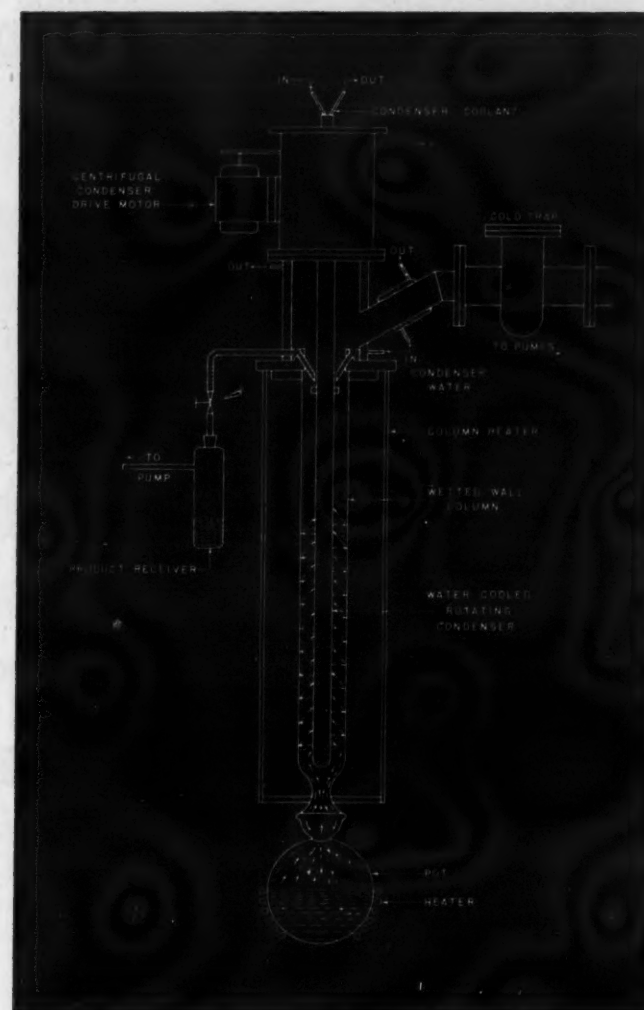 IN OUT
CONDENSER COOLANT
CENTRIFUGAL
CONDENSER
DRIVE MOTOR
COLD TRAP
OUT
OUT
TO PUMPS
IN
CONDENSER
WATER
COLUMN HEATER
TO
PUMP
WETTED WALL
COLUMN
PRODUCT RECEIVER
WATER COOLED
ROTATING
CONDENSER
POT
HEATER